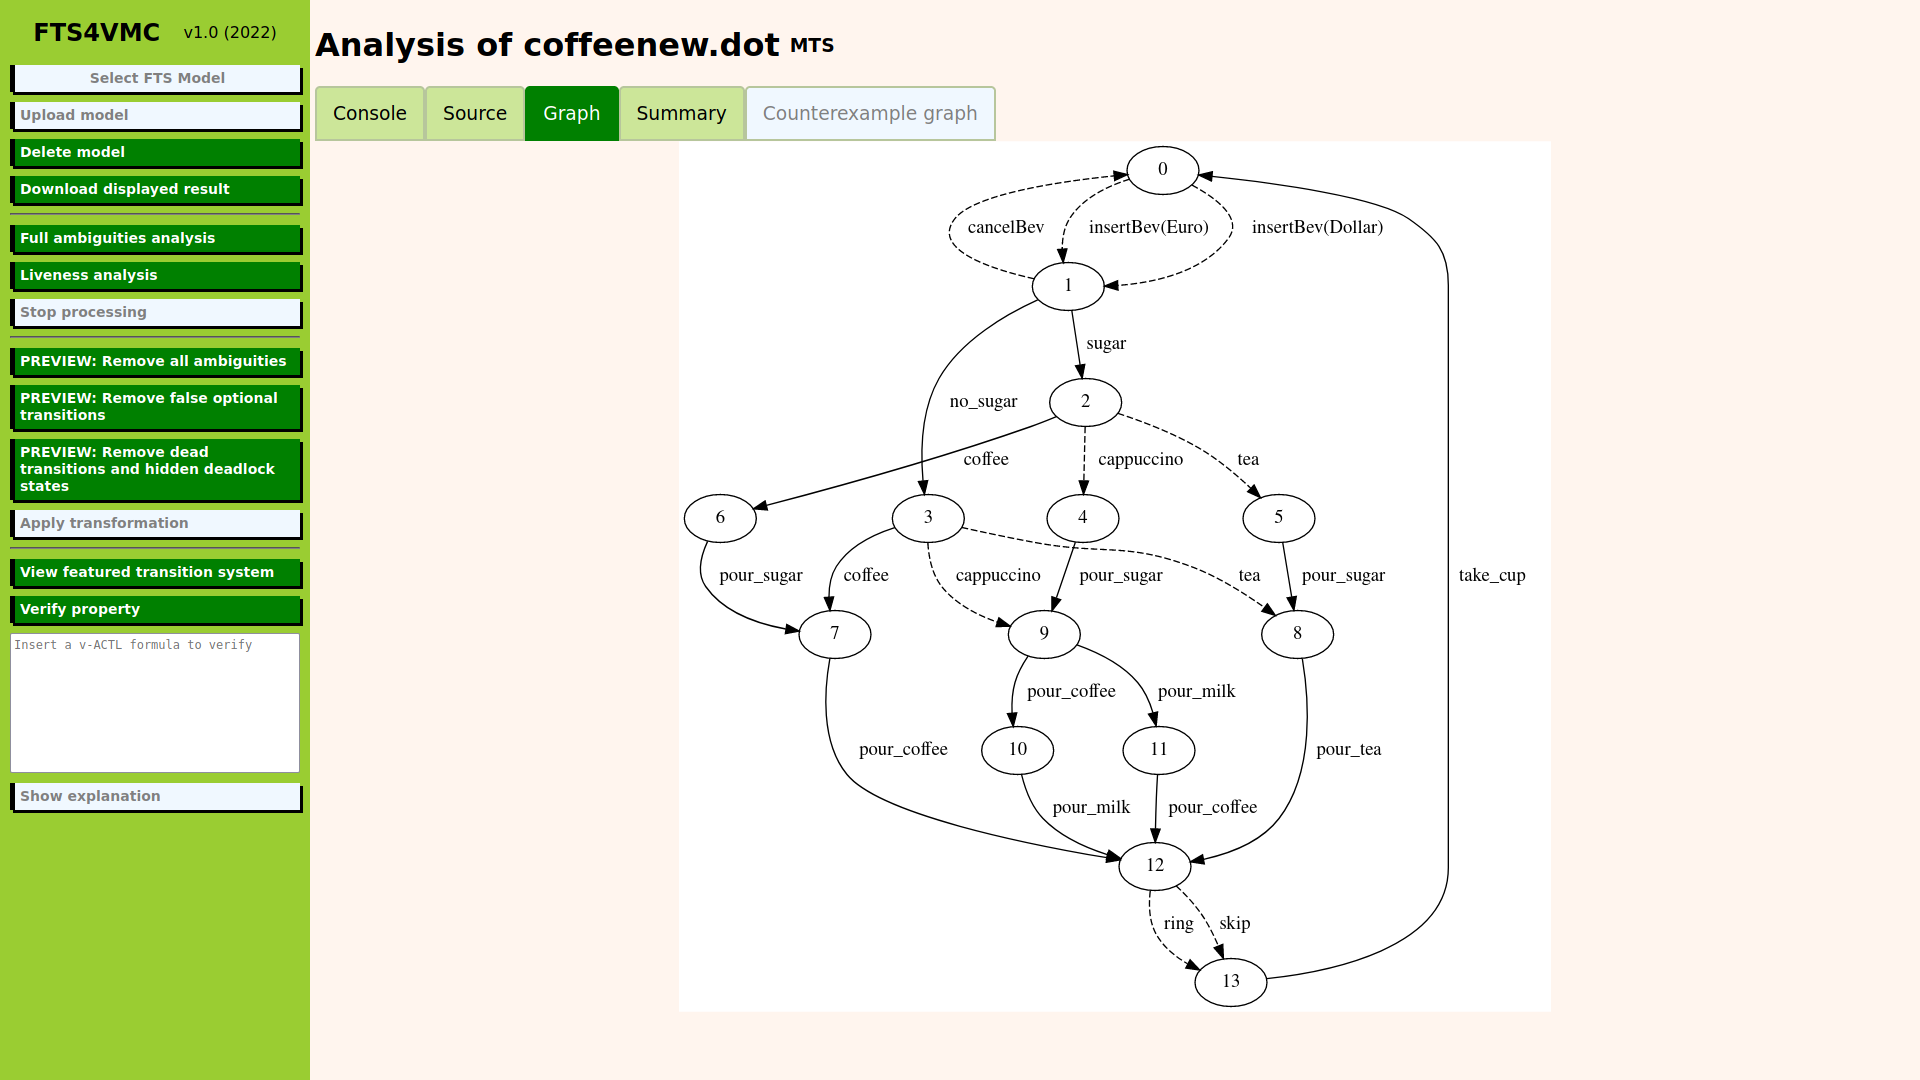 FTS4VMC v1.0 (2022)
Select FTS Model
Upload model
Delete model
Download displayed result
Full ambiguities analysis
Liveness analysis
Stop processing
PREVIEW: Remove all ambiguities
PREVIEW: Remove false optional
transitions
PREVIEW: Remove dead
transitions and hidden deadlock
states
Apply transformation
View featured transition system
Verify property
Insert a v-ACTL formula to verify
Show explanation
Analysis of coffeenew.dot MTS
Console Source Graph Summary Counterexample graph
0
cancelBev insertBev(Euro) insertBev(Dollar)
1
sugar
no_sugar 2
coffee cappuccino tea
6 3 4 5
pour_sugar coffee cappuccino pour_sugar tea pour_sugar take_cup
7 9 8
pour_coffee pour_milk
pour_coffee 10 11 pour_tea
pour_milk pour_coffee
12
ring skip
13